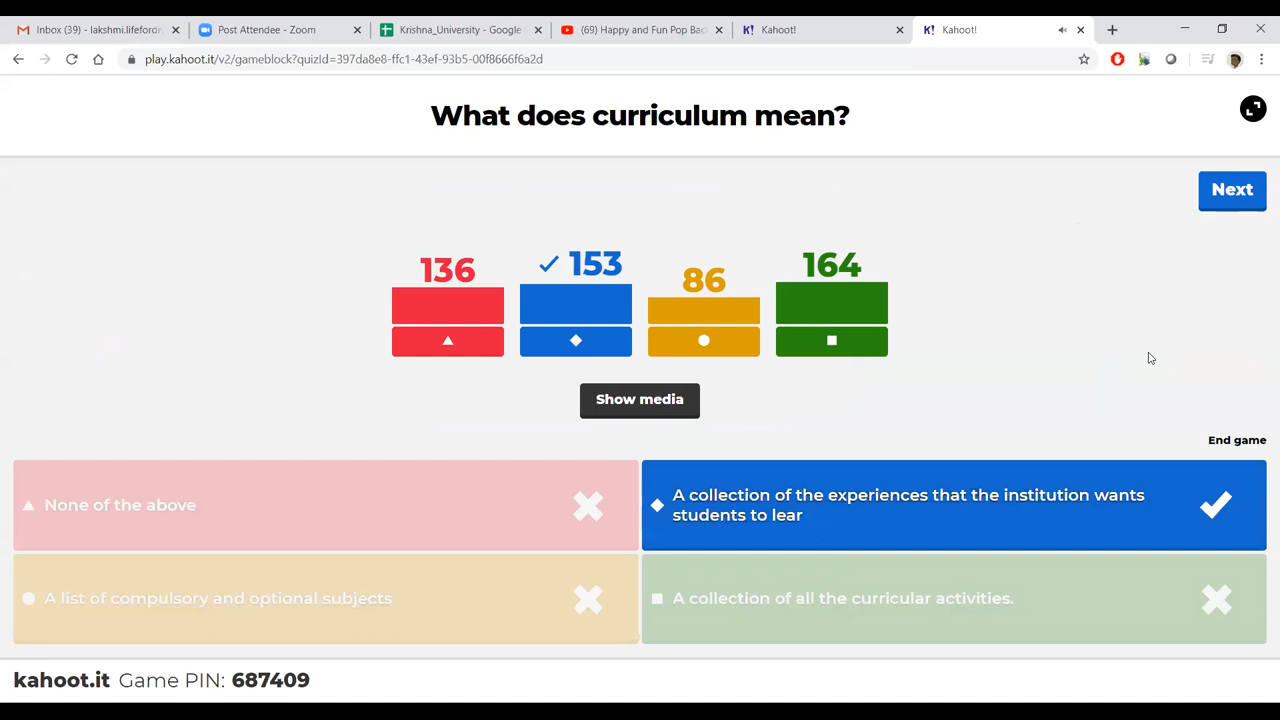 Inbox (39) - lakshmi.lifeford
Post Attendee - Zoom
Krishna_University - Google
(69) Happy and Fun Pop Bac
Kahoot!
Kahoot!
play.kahoot.it/v2/gameblock?quizId=397da8e8-ffc1-43ef-93b5-00f8666f6a2d
What does curriculum mean?
Next
136
153
86
164
Show media
End game
None of the above
A collection of the experiences that the institution wants
students to lear
A list of compulsory and optional subjects
A collection of all the curricular activities.
kahoot.it Game PIN: 687409